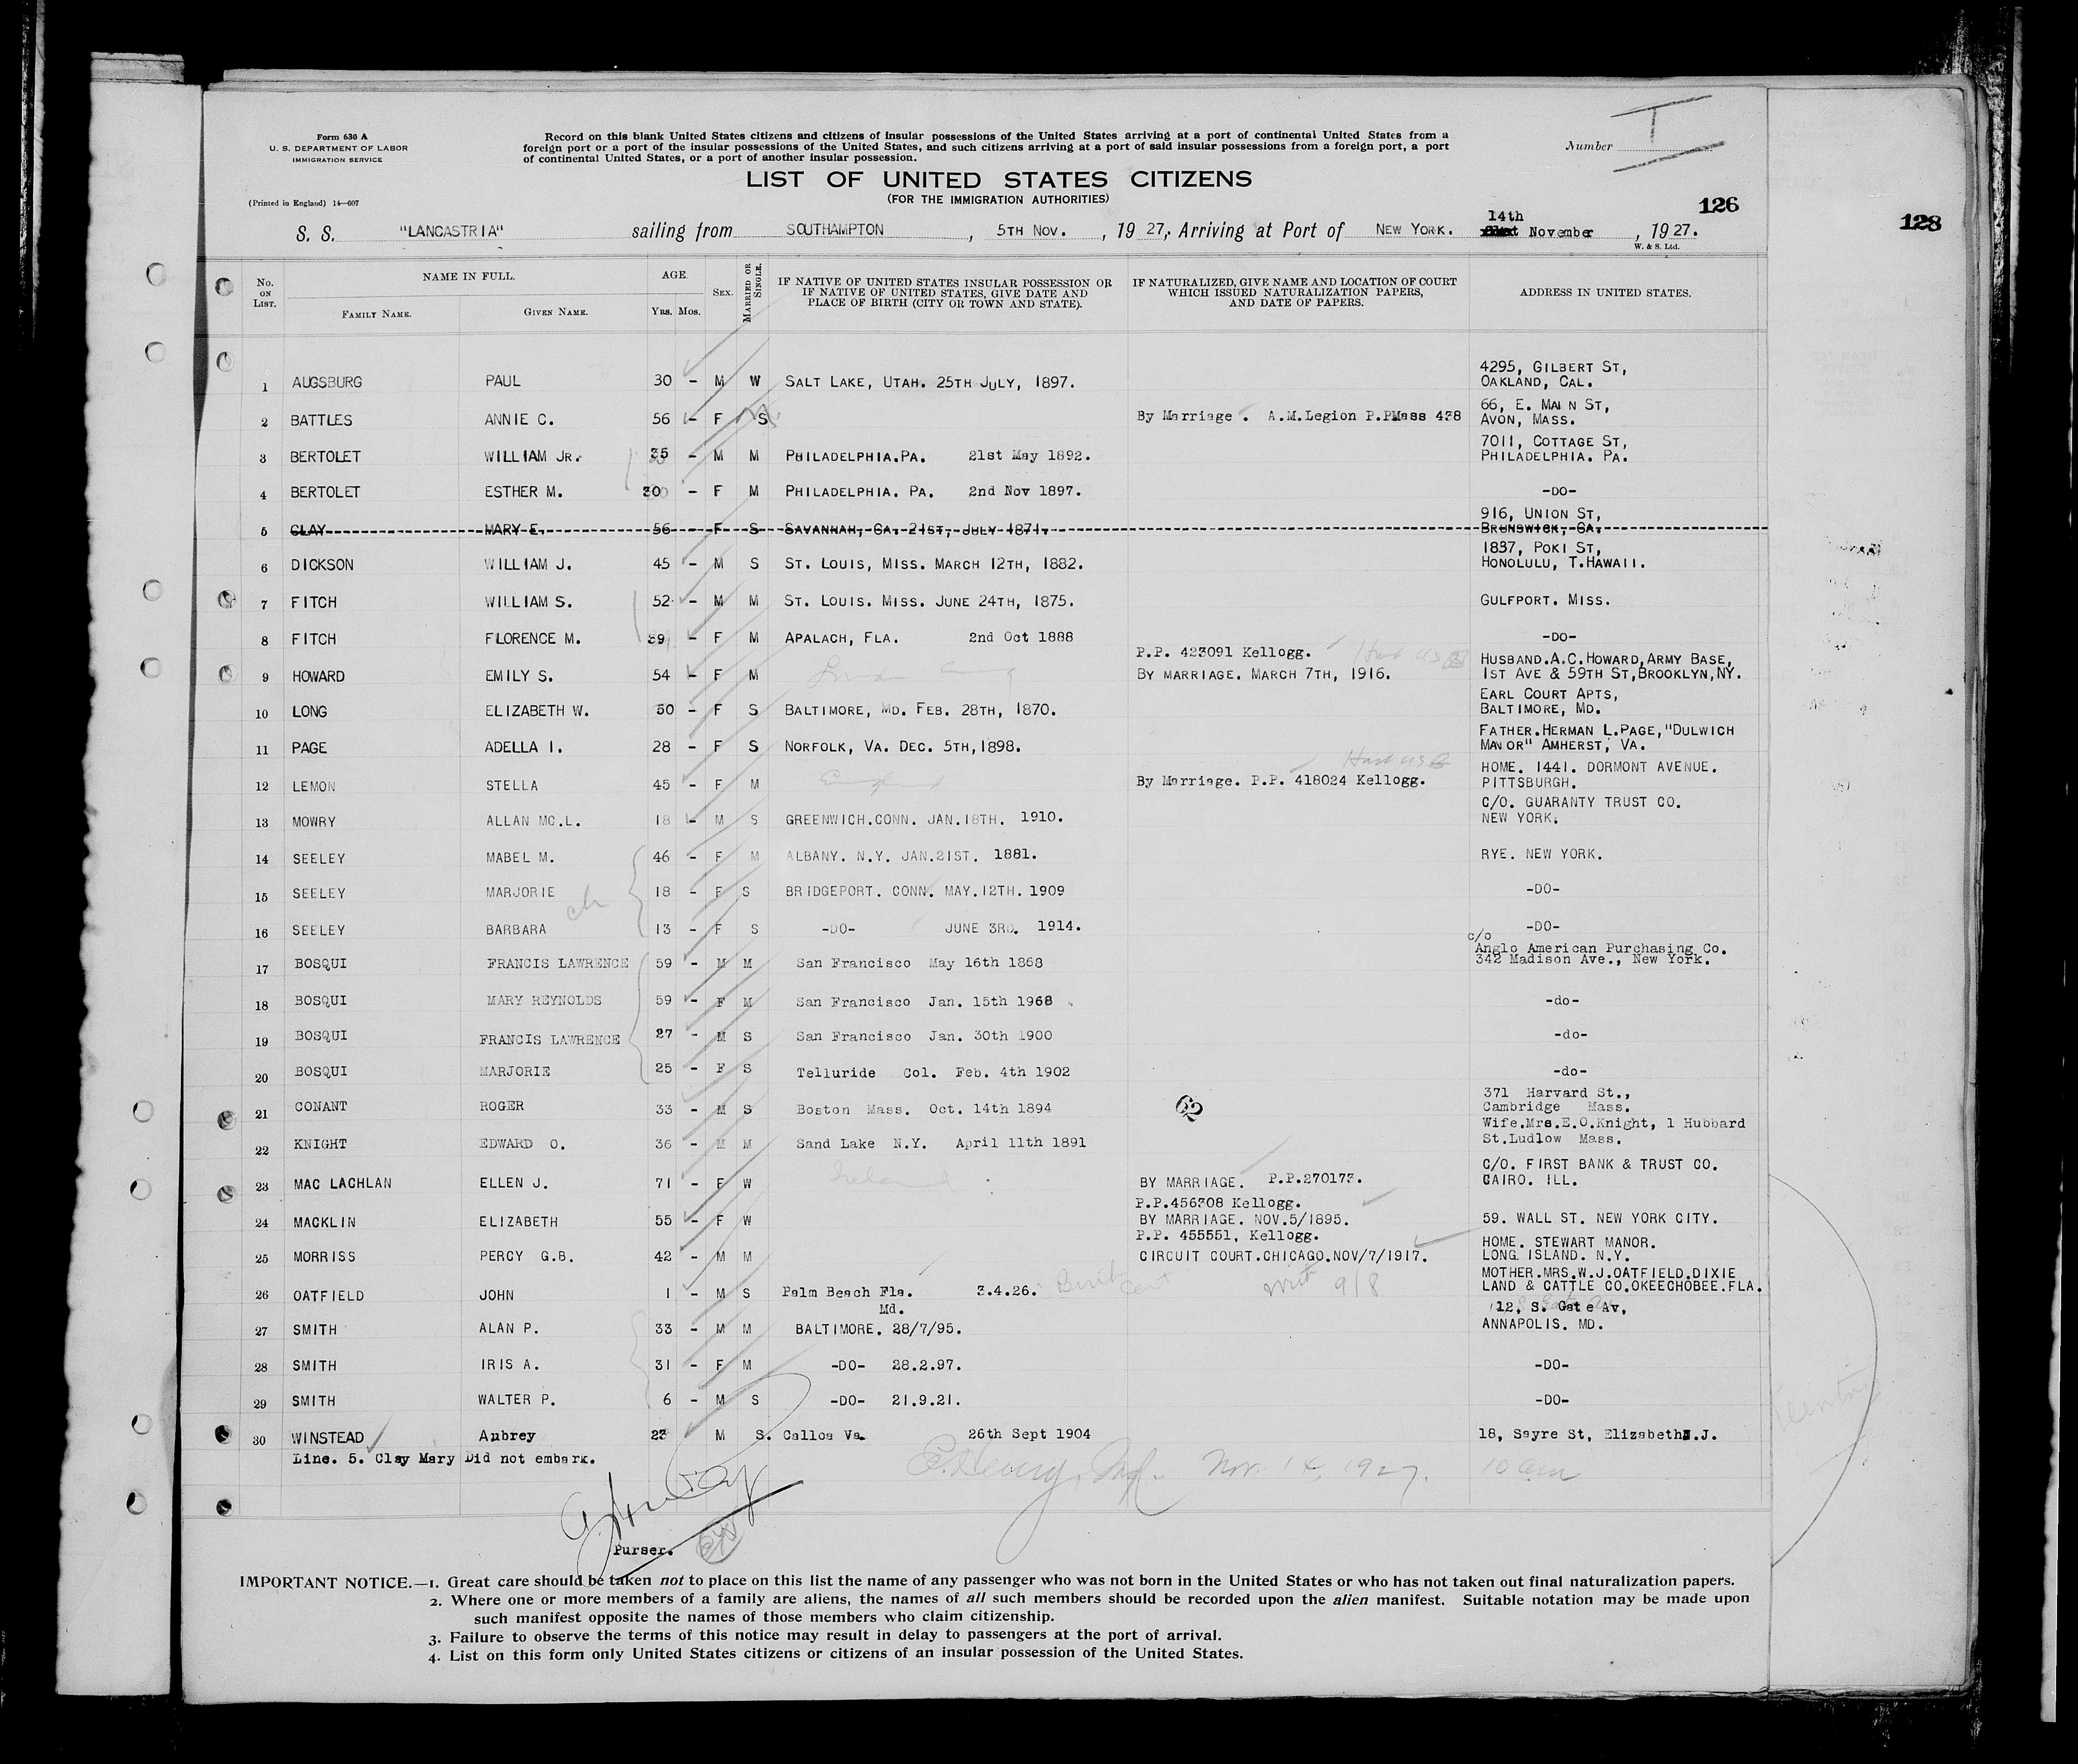 Form 630 A
U. S. DEPARTMENT OF LABOR
IMMIGRATION SERVICE
(Printed in England) 14—607
Record on this blank United States citizens and citizens of insular possessions of the United States arriving at a port of continental United States from a
foreign port or a port of the insular possessions of the United States, and such citizens arriving at a port of said insular possessions from a foreign port, a port
of continental United States, or a port of another insular possession.
Number
LIST OF UNITED STATES CITIZENS
(FOR THE IMMIGRATION AUTHORITIES)
126
128
S. S. "LANCASTRIA" sailing from SOUTHAMPTON, 5TH NOV., 1927, Arriving at Port of NEW YORK. 14th November, 1927.
W. & S. Ltd.
No. ON LIST. NAME IN FULL. FAMILY NAME. GIVEN NAME. AGE. YRS. MOS. SEX. MARRIED OR SINGLE. IF NATIVE OF UNITED STATES INSULAR POSSESSION OR IF NATIVE OF UNITED STATES, GIVE DATE AND PLACE OF BIRTH (CITY OR TOWN AND STATE). IF NATURALIZED, GIVE NAME AND LOCATION OF COURT WHICH ISSUED NATURALIZATION PAPERS, AND DATE OF PAPERS. ADDRESS IN UNITED STATES.
1 AUGSBURG PAUL 30 - M W SALT LAKE, UTAH. 25TH JULY, 1897. 4295, GILBERT ST, OAKLAND, CAL.
2 BATTLES ANNIE C. 56 - F S By Marriage. A.M.Legion P.PMass 438 66, E. MAIN ST, AVON, MASS.
3 BERTOLET WILLIAM JR. 35 - M M PHILADELPHIA.PA. 21st May 1892. 7011, COTTAGE ST, PHILADELPHIA. PA.
4 BERTOLET ESTHER M. 30 - F M PHILADELPHIA. PA. 2nd Nov 1897. -DO-
5 CLAY MARY E. 56 - F S SAVANNAH, GA. 21ST, JULY 1871. 916, UNION ST, BRUNSWICK, GA.
6 DICKSON WILLIAM J. 45 - M S ST. LOUIS, MISS. MARCH 12TH, 1882. 1837, POKI ST, HONOLULU, T.HAWAII.
7 FITCH WILLIAM S. 52 - M M ST. LOUIS. MISS. JUNE 24TH, 1875. GULFPORT. MISS.
8 FITCH FLORENCE M. 39 - F M APALACH, FLA. 2nd Oct 1888 -DO-
9 HOWARD EMILY S. 54 - F M P.P. 423091 Kellogg. BY MARRIAGE. MARCH 7TH, 1916. HUSBAND.A.C.HOWARD,ARMY BASE, 1ST AVE & 59TH ST,BROOKLYN,NY.
10 LONG ELIZABETH W. 50 - F S BALTIMORE, MD. FEB. 28TH, 1870. EARL COURT APTS, BALTIMORE, MD.
11 PAGE ADELLA I. 28 - F S NORFOLK, VA. DEC. 5TH,1898. FATHER.HERMAN L.PAGE,"DULWICH MANOR" AMHERST, VA.
12 LEMON STELLA 45 - F M England By Marriage. P.P. 418024 Kellogg. HOME. 1441. DORMONT AVENUE. PITTSBURGH.
13 MOWRY ALLAN MC.L. 18 - M S GREENWICH.CONN. JAN.18TH. 1910. C/O. GUARANTY TRUST CO. NEW YORK.
14 SEELEY MABEL M. 46 - F M ALBANY. N.Y. JAN.21ST. 1881. RYE. NEW YORK.
15 SEELEY MARJORIE 18 - F S BRIDGEPORT. CONN. MAY.12TH. 1909 -DO-
16 SEELEY BARBARA 13 - F S -DO- JUNE 3RD. 1914. -DO-
17 BOSQUI FRANCIS LAWRENCE 59 - M M San Francisco May 16th 1868 c/o Anglo American Purchasing Co. 342 Madison Ave., New York.
18 BOSQUI MARY REYNOLDS 59 - F M San Francisco Jan. 15th 1968 -do-
19 BOSQUI FRANCIS LAWRENCE 27 - M S San Francisco Jan. 30th 1900 -do-
20 BOSQUI MARJORIE 25 - F S Telluride Col. Feb. 4th 1902 -do-
21 CONANT ROGER 33 - M S Boston Mass. Oct. 14th 1894 62 371 Harvard St., Cambridge Mass.
22 KNIGHT EDWARD O. 36 - M M Sand Lake N.Y. April 11th 1891 Wife.Mrs.E.O.Knight, 1 Hubbard St.Ludlow Mass.
23 MAC LACHLAN ELLEN J. 71 - F W Ireland BY MARRIAGE. P.P.270173. C/O. FIRST BANK & TRUST CO. CAIRO. ILL.
24 MACKLIN ELIZABETH 55 - F W P.P.456308 Kellogg. BY MARRIAGE. NOV.5/1895. 59. WALL ST. NEW YORK CITY.
25 MORRISS PERCY G.B. 42 - M M P.P. 455551, Kellogg. CIRCUIT COURT.CHICAGO.NOV/7/1917. HOME. STEWART MANOR. LONG ISLAND. N.Y.
26 OATFIELD JOHN 1 - M S Palm Beach Fla. 3.4.26. MOTHER.MRS.W.J.OATFIELD.DIXIE LAND & CATTLE CO.OKEECHOBEE.FLA.
27 SMITH ALAN P. 33 - M M BALTIMORE. Md. 28/7/95. 12, S. Gate Av, ANNAPOLIS. MD.
28 SMITH IRIS A. 31 - F M -DO- 28.2.97. -DO-
29 SMITH WALTER P. 6 - M S -DO- 21.9.21. -DO-
30 WINSTEAD Aubrey 23 M S. Calloa Va. 26th Sept 1904 18, Sayre St, Elizabeth N.J.
Line. 5. Clay Mary Did not embark.
Nov. 14, 1927. 10 am
Purser.
IMPORTANT NOTICE.—1. Great care should be taken not to place on this list the name of any passenger who was not born in the United States or who has not taken out final naturalization papers.
2. Where one or more members of a family are aliens, the names of all such members should be recorded upon the alien manifest. Suitable notation may be made upon
such manifest opposite the names of those members who claim citizenship.
3. Failure to observe the terms of this notice may result in delay to passengers at the port of arrival.
4. List on this form only United States citizens or citizens of an insular possession of the United States.